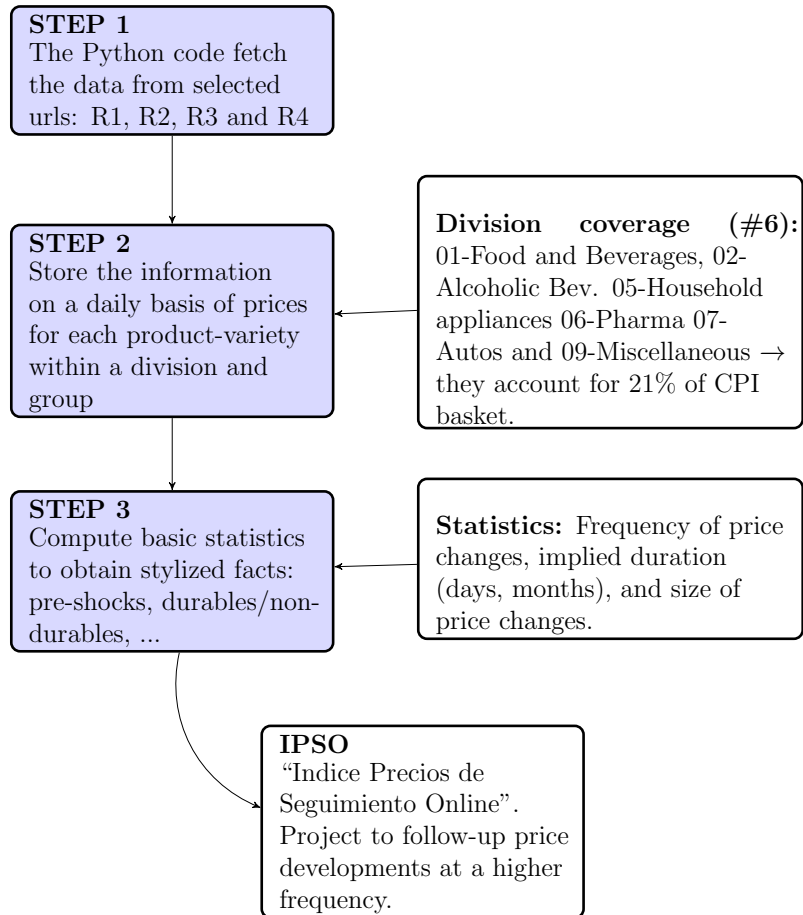 STEP 1
The Python code fetch
the data from selected
urls: R1, R2, R3 and R4
STEP 2
Store the information
on a daily basis of prices
for each product-variety
within a division and
group
Division coverage (#6):
01-Food and Beverages, 02-
Alcoholic Bev. 05-Household
appliances 06-Pharma 07-
Autos and 09-Miscellaneous →
they account for 21% of CPI
basket.
STEP 3
Compute basic statistics
to obtain stylized facts:
pre-shocks, durables/non-
durables, ...
Statistics: Frequency of price
changes, implied duration
(days, months), and size of
price changes.
IPSO
“Indice Precios de
Seguimiento Online”.
Project to follow-up price
developments at a higher
frequency.